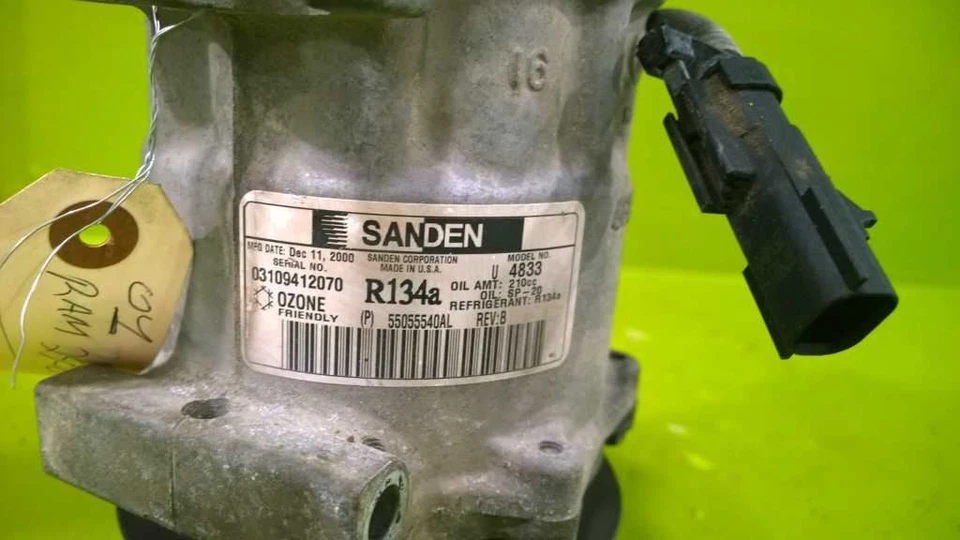 16
SANDEN
MFG DATE: Dec 11, 2000 SANDEN CORPORATION MODEL NO.
SERIAL NO. MADE IN U.S.A. U 4833
03109412070 R134a OIL AMT: 210cc
OIL: SP-20
OZONE REFRIGERANT: R134a
FRIENDLY (P) 55055540AL REV:B
04
RAM